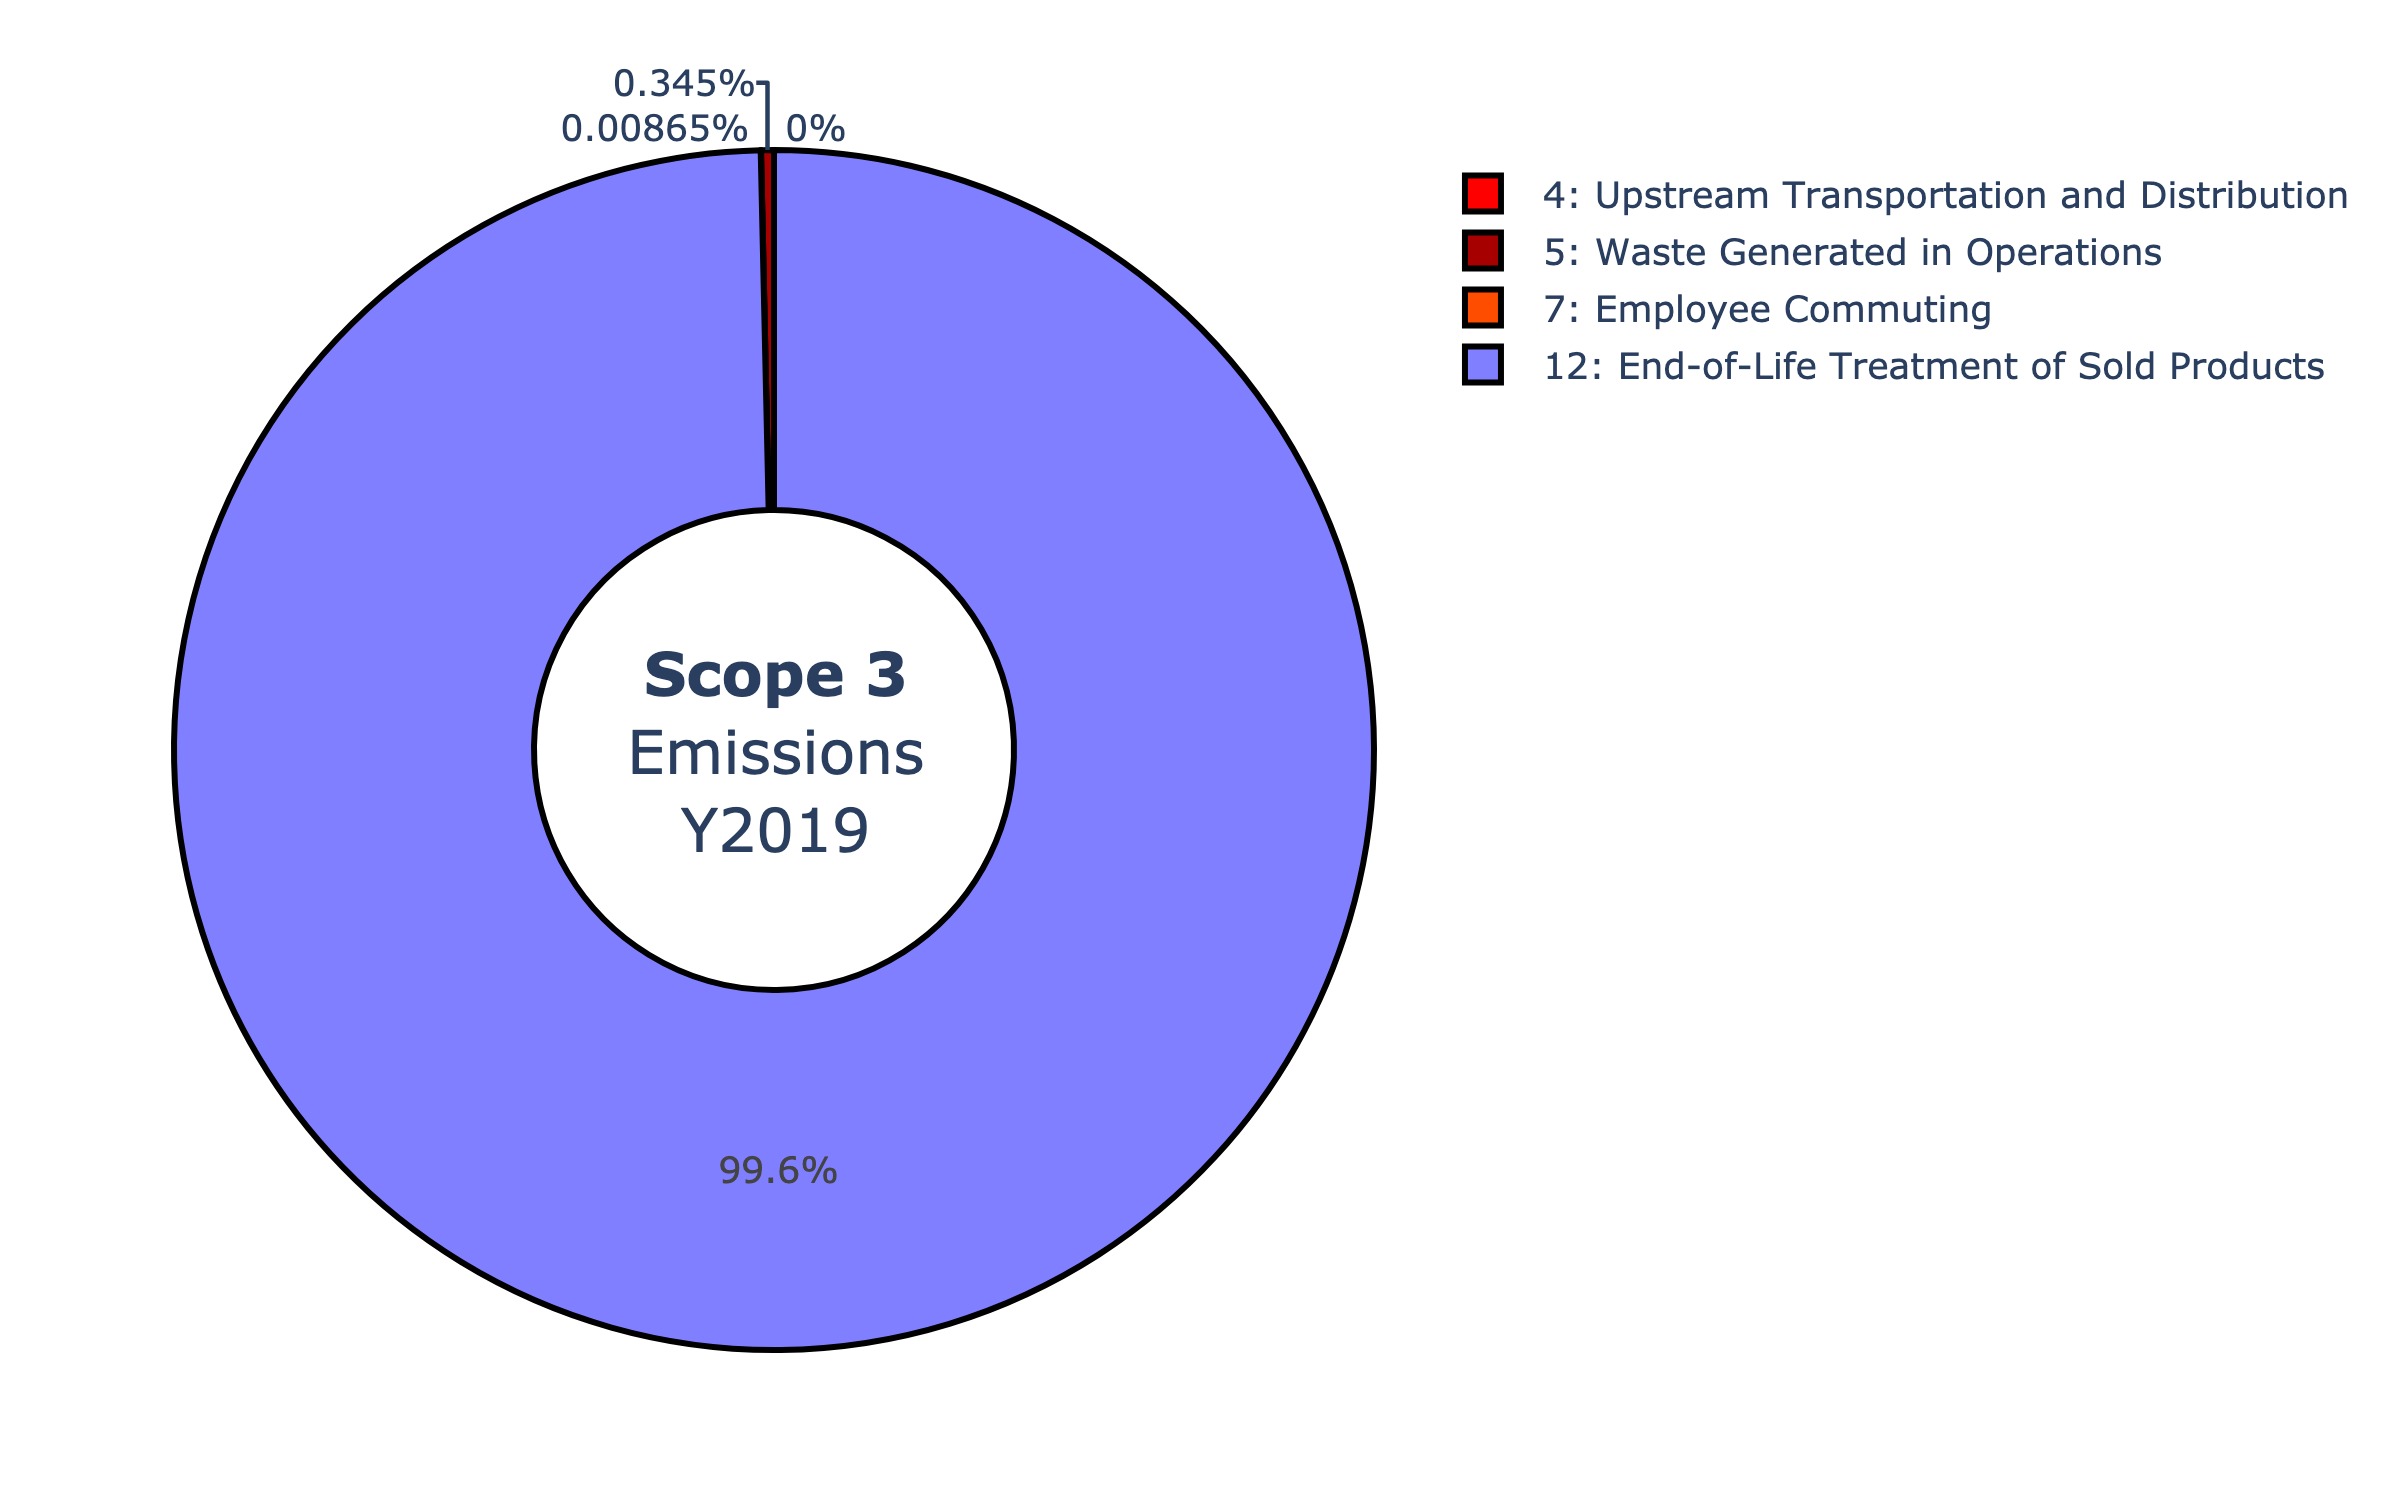 0.345%
0.00865%
0%
4: Upstream Transportation and Distribution
5: Waste Generated in Operations
7: Employee Commuting
12: End-of-Life Treatment of Sold Products
Scope 3
Emissions
Y2019
99.6%